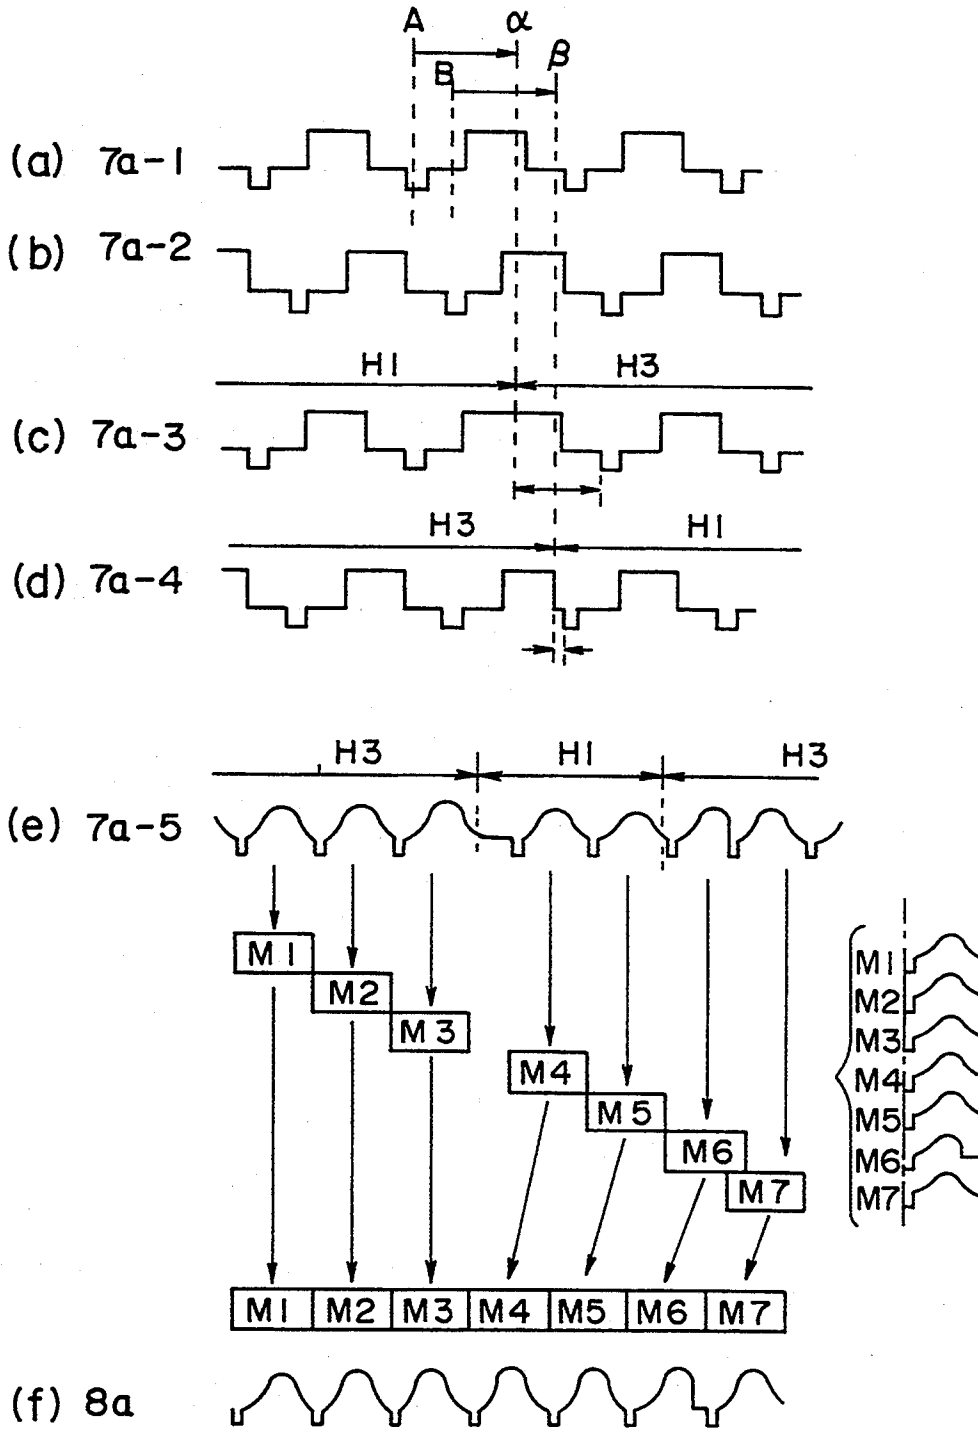 A α
B β
(a) 7a-1
(b) 7a-2
H1 H3
(c) 7a-3
H3 H1
(d) 7a-4
H3 H1 H3
(e) 7a-5
M1
M2
M3
M4
M5
M6
M7
M1
M2
M3
M4
M5
M6
M7
M1 M2 M3 M4 M5 M6 M7
(f) 8a